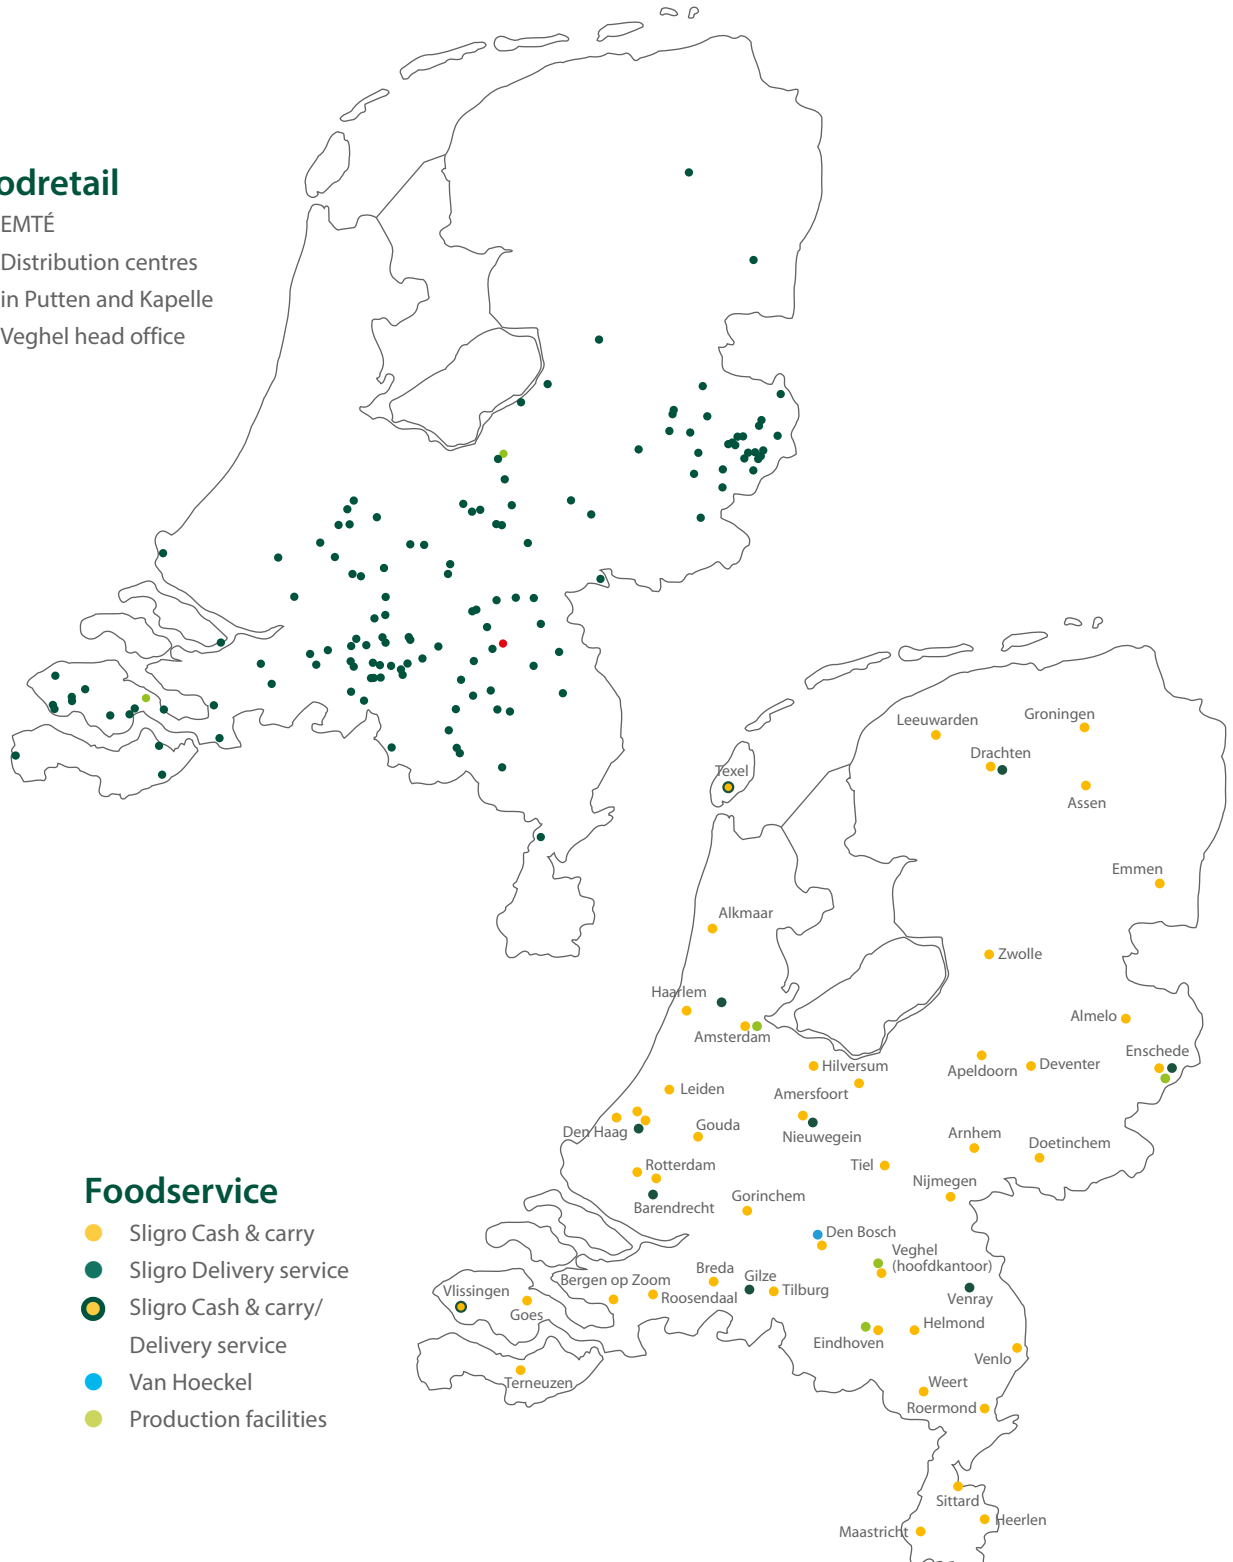 odretail
EMTÉ
Distribution centres
in Putten and Kapelle
Veghel head office
Leeuwarden
Groningen
Drachten
Texel
Assen
Emmen
Alkmaar
Zwolle
Haarlem
Almelo
Amsterdam
Enschede
Hilversum
Deventer
Apeldoorn
Leiden
Amersfoort
Gouda
Den Haag
Nieuwegein
Arnhem
Doetinchem
Rotterdam
Tiel
Nijmegen
Barendrecht
Gorinchem
Foodservice
Sligro Cash & carry
Sligro Delivery service
Sligro Cash & carry/
Delivery service
Van Hoeckel
Production facilities
Den Bosch
Veghel
(hoofdkantoor)
Breda
Gilze
Bergen op Zoom
Vlissingen
Tilburg
Roosendaal
Venray
Goes
Helmond
Eindhoven
Venlo
Terneuzen
Weert
Roermond
Sittard
Heerlen
Maastricht